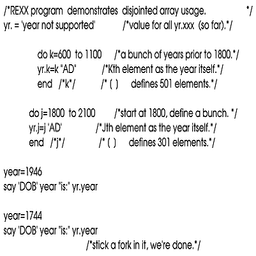 /*REXX program demonstrates disjointed array usage. */
yr. = 'year not supported' /*value for all yr.xxx (so far).*/
do k=600 to 1100 /*a bunch of years prior to 1800.*/
yr.k=k "AD" /*Kth element as the year itself.*/
end /*k*/ /* ( ) defines 501 elements.*/
do j=1800 to 2100 /*start at 1800, define a bunch. */
yr.j=j 'AD' /*Jth element as the year itself.*/
end /*j*/ /* ( ) defines 301 elements.*/
year=1946
say 'DOB' year "is:" yr.year
year=1744
say 'DOB' year "is:" yr.year
/*stick a fork in it, we're done.*/